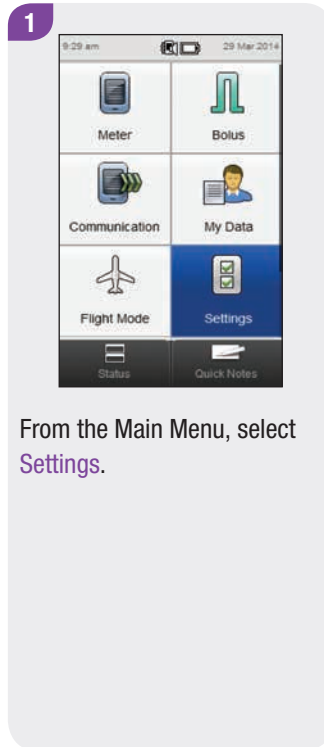 1
9:29 am 29 Mar 2014
Meter Bolus
Communication My Data
Flight Mode Settings
Status Quick Notes
From the Main Menu, select
Settings.